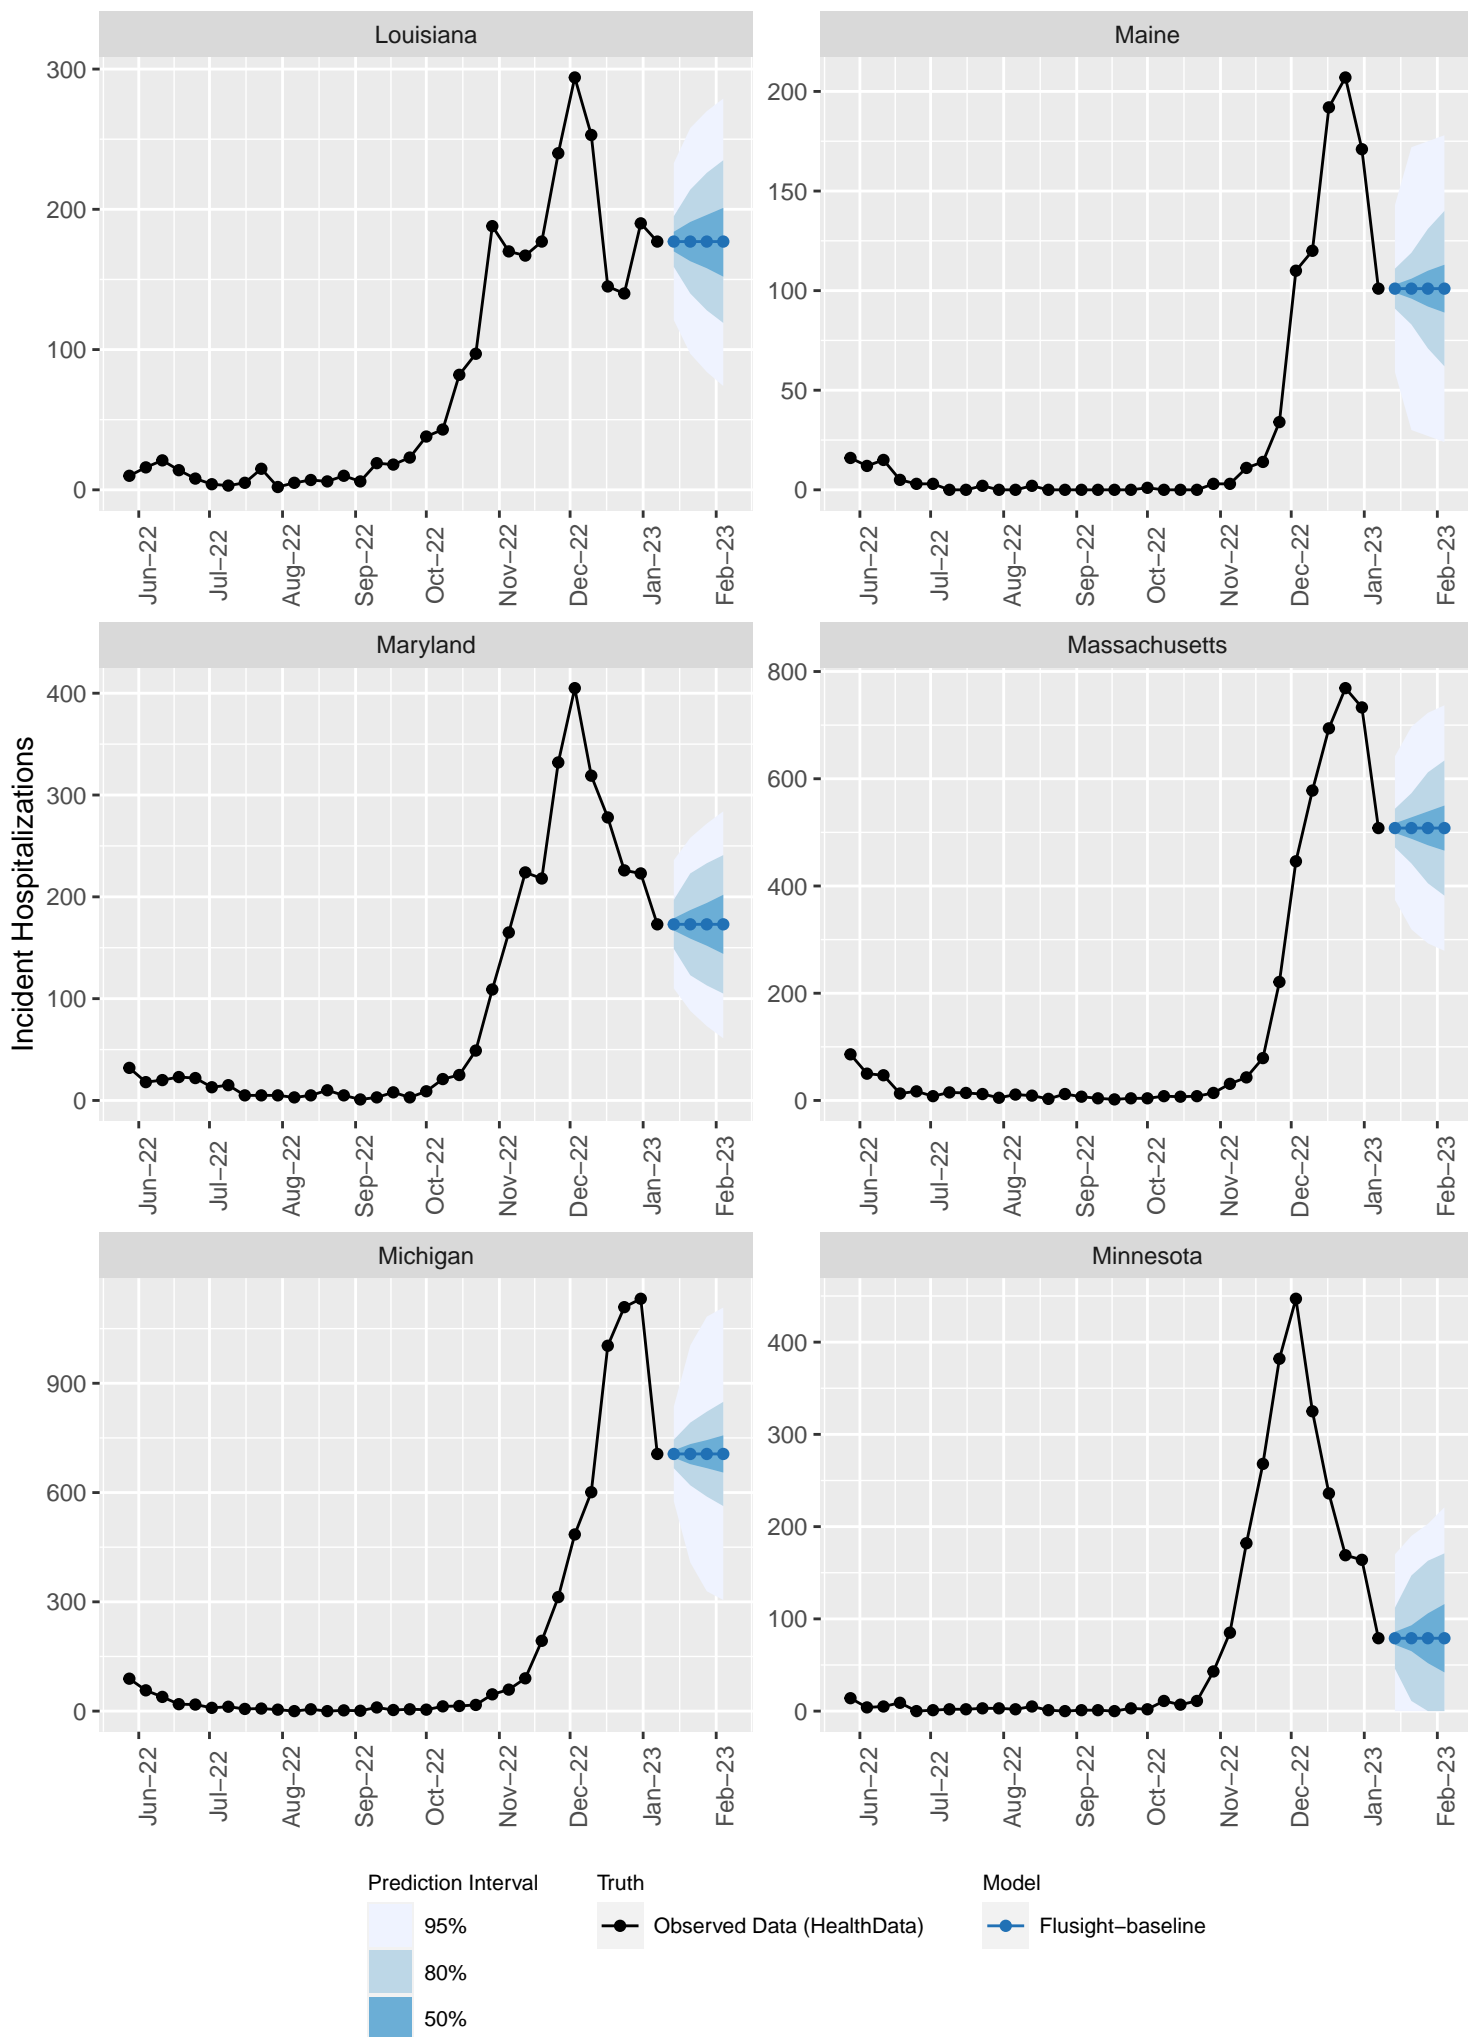 Louisiana
Maine
300
200
100
0
200
150
100
50
0
Jun−22
Jul−22
Aug−22
Sep−22
Oct−22
Nov−22
Dec−22
Jan−23
Feb−23
Jun−22
Jul−22
Aug−22
Sep−22
Oct−22
Nov−22
Dec−22
Jan−23
Feb−23
Incident Hospitalizations
Maryland
Massachusetts
400
300
200
100
0
800
600
400
200
0
Jun−22
Jul−22
Aug−22
Sep−22
Oct−22
Nov−22
Dec−22
Jan−23
Feb−23
Jun−22
Jul−22
Aug−22
Sep−22
Oct−22
Nov−22
Dec−22
Jan−23
Feb−23
Michigan
Minnesota
900
600
300
0
400
300
200
100
0
Jun−22
Jul−22
Aug−22
Sep−22
Oct−22
Nov−22
Dec−22
Jan−23
Feb−23
Jun−22
Jul−22
Aug−22
Sep−22
Oct−22
Nov−22
Dec−22
Jan−23
Feb−23
Prediction Interval
95%
80%
50%
Truth
Observed Data (HealthData)
Model
Flusight−baseline